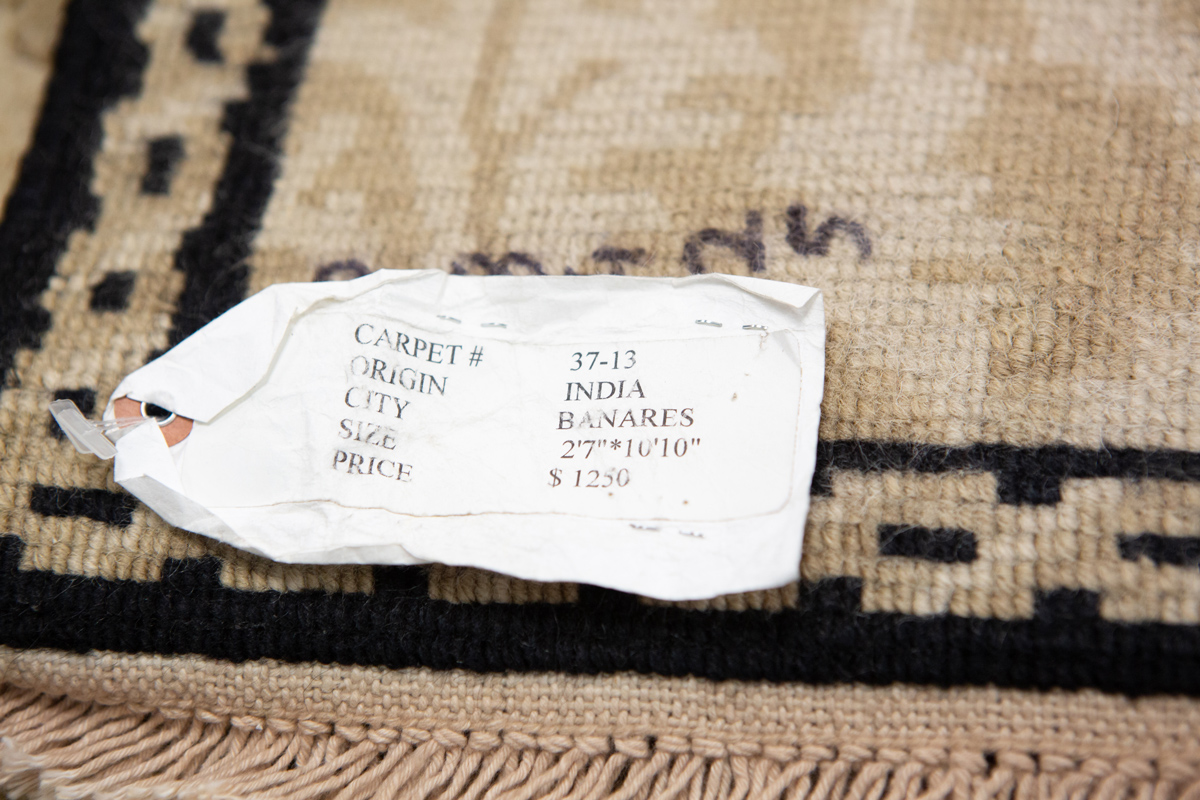 CARPET # 37-13
ORIGIN INDIA
CITY BANARES
SIZE 2'7"*10'10"
PRICE $ 1250